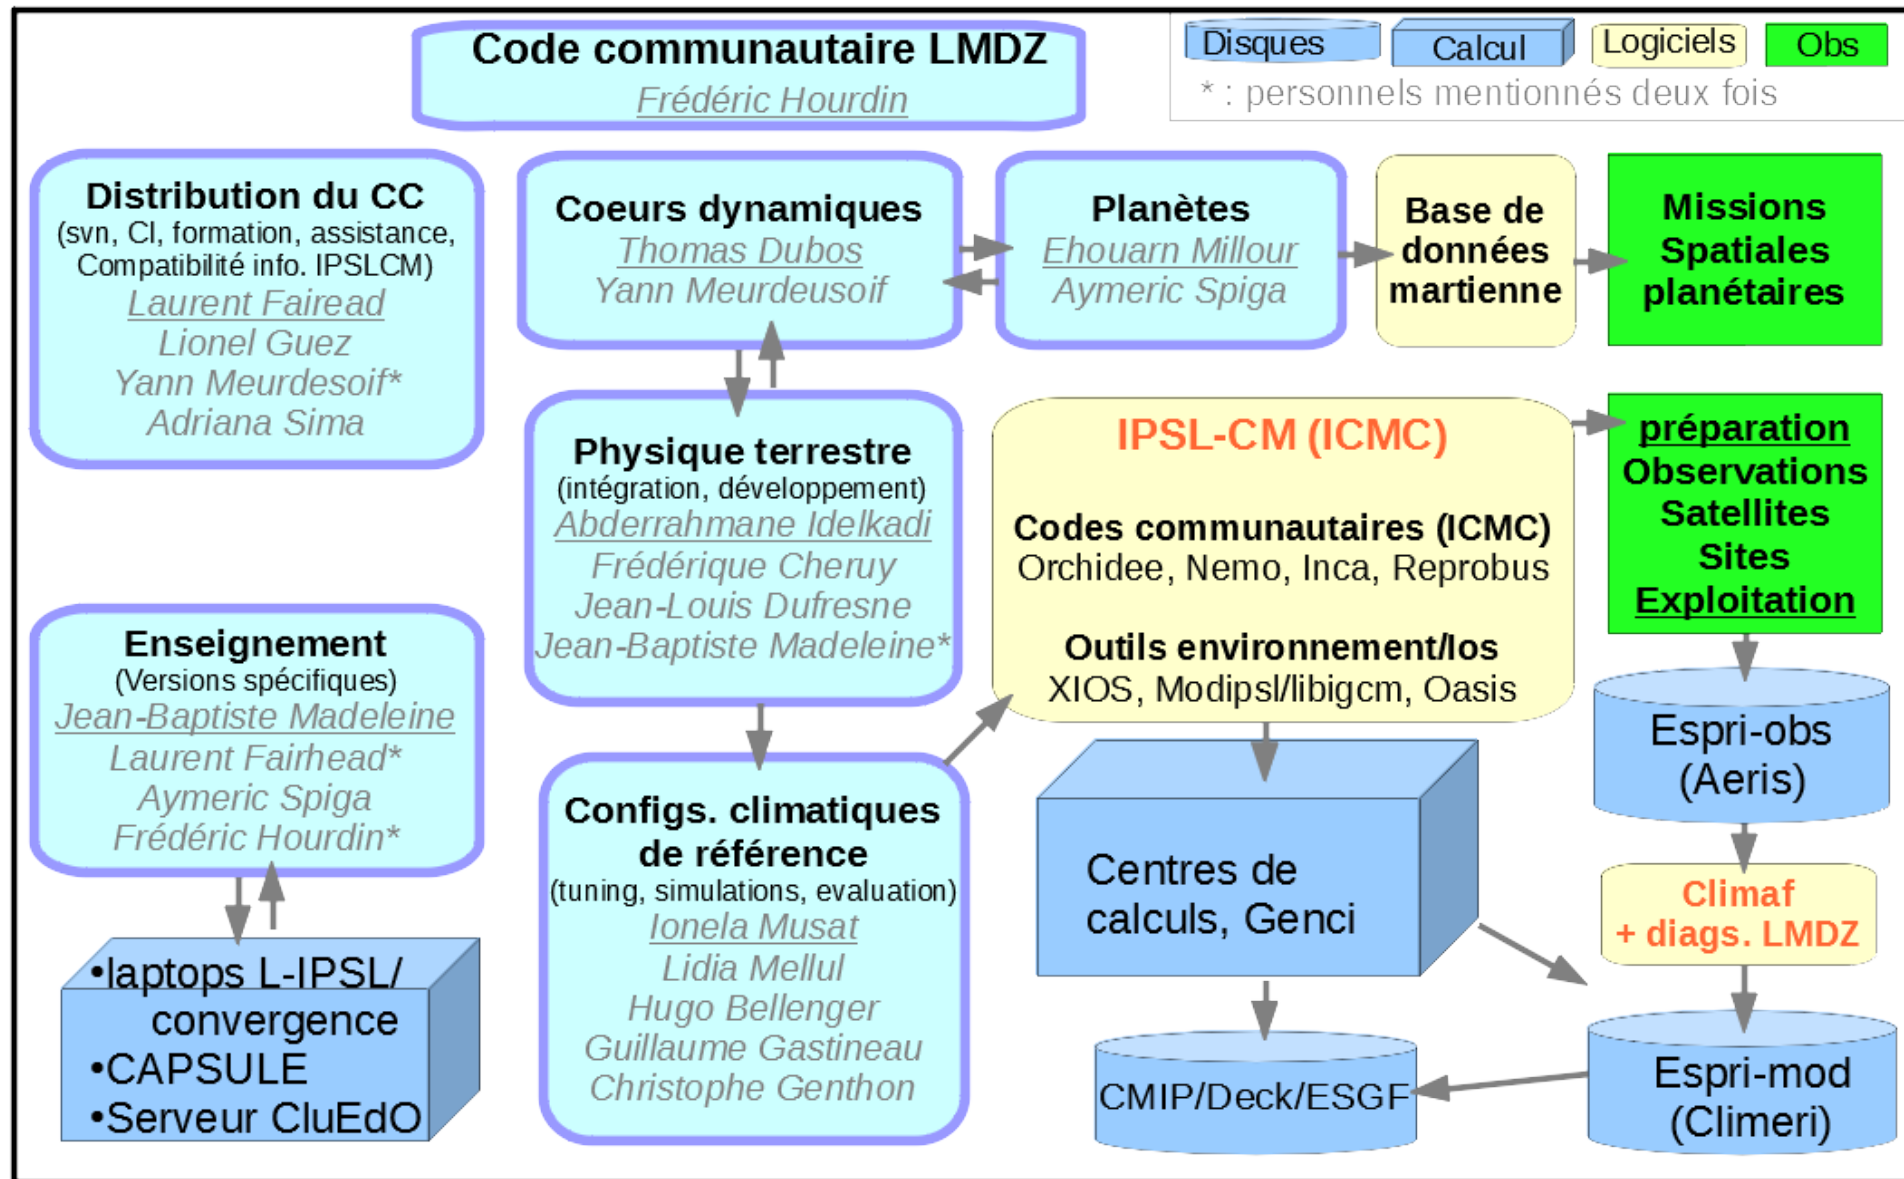 Code communautaire LMDZ
Frédéric Hourdin
Disques
Calcul
Logiciels
Obs
* : personnels mentionnés deux fois
Distribution du CC
(svn, CI, formation, assistance,
Compatibilité info. IPSLCM)
Laurent Fairead
Lionel Guez
Yann Meurdesoif*
Adriana Sima
Coeurs dynamiques
Thomas Dubos
Yann Meurdeusoif
Planètes
Ehouarn Millour
Aymeric Spiga
Base de
données
martienne
Missions
Spatiales
planétaires
Physique terrestre
(intégration, développement)
Abderrahmane Idelkadi
Frédérique Cheruy
Jean-Louis Dufresne
Jean-Baptiste Madeleine*
IPSL-CM (ICMC)
Codes communautaires (ICMC)
Orchidee, Nemo, Inca, Reprobus
Outils environnement/Ios
XIOS, Modipsl/libigcm, Oasis
préparation
Observations
Satellites
Sites
Exploitation
Enseignement
(Versions spécifiques)
Jean-Baptiste Madeleine
Laurent Fairhead*
Aymeric Spiga
Frédéric Hourdin*
•laptops L-IPSL/
convergence
•CAPSULE
•Serveur CluEdO
Configs. climatiques
de référence
(tuning, simulations, evaluation)
Ionela Musat
Lidia Mellul
Hugo Bellenger
Guillaume Gastineau
Christophe Genthon
Centres de
calculs, Genci
CMIP/Deck/ESGF
Espri-obs
(Aeris)
Climaf
+ diags. LMDZ
Espri-mod
(Climeri)